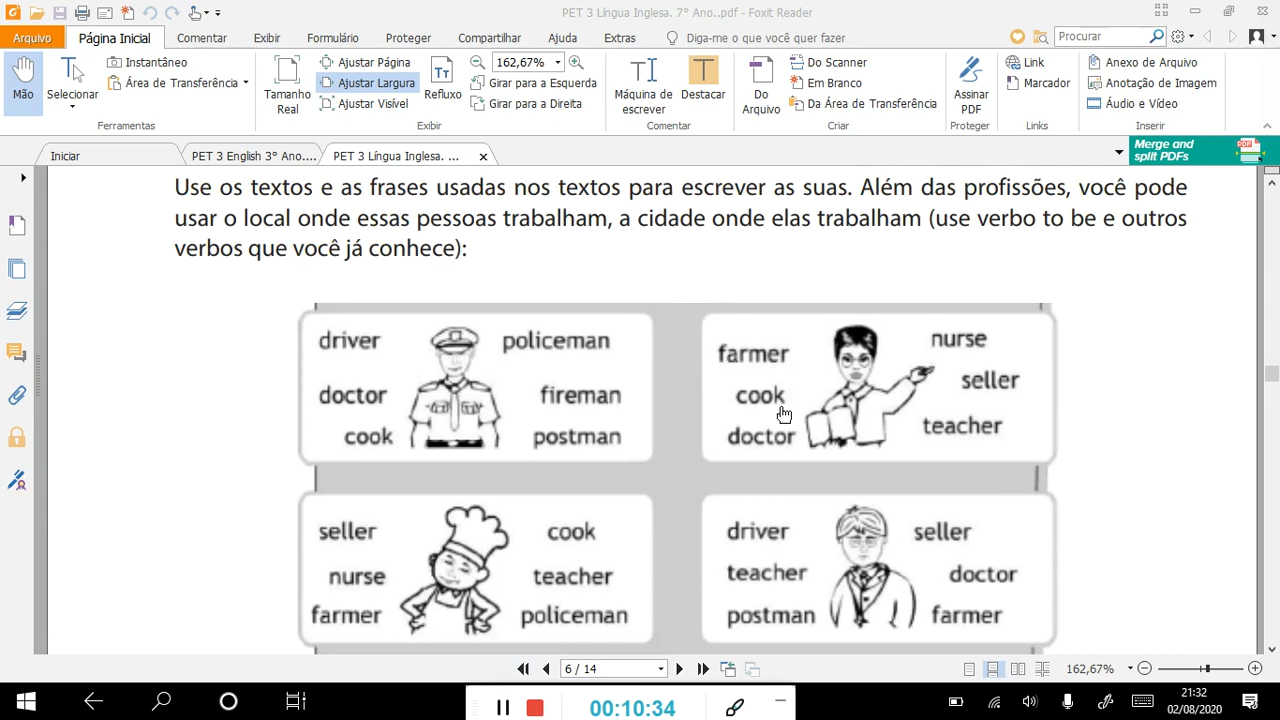 PET 3 Língua Inglesa. 7° Ano..pdf - Foxit Reader
Arquivo
Página Inicial
Comentar
Exibir
Formulário
Proteger
Compartilhar
Ajuda
Extras
Diga-me o que você quer fazer
Procurar
Mão
Selecionar
Instantâneo
Área de Transferência
Ferramentas
Tamanho Real
Ajustar Página
Ajustar Largura
Ajustar Visível
Refluxo
162,67%
Girar para a Esquerda
Girar para a Direita
Exibir
Máquina de escrever
Destacar
Comentar
Do Arquivo
Do Scanner
Em Branco
Da Área de Transferência
Criar
Assinar PDF
Proteger
Link
Marcador
Links
Anexo de Arquivo
Anotação de Imagem
Áudio e Vídeo
Inserir
Iniciar
PET 3 English 3° Ano....
PET 3 Língua Inglesa. ...
Merge and
split PDFs
Use os textos e as frases usadas nos textos para escrever as suas. Além das profissões, você pode
usar o local onde essas pessoas trabalham, a cidade onde elas trabalham (use verbo to be e outros
verbos que você já conhece):
driver policeman
doctor fireman
cook postman
farmer nurse
cook seller
doctor teacher
seller cook
nurse teacher
farmer policeman
driver seller
teacher doctor
postman farmer
6 / 14
162,67%
00:10:34
21:32
02/08/2020